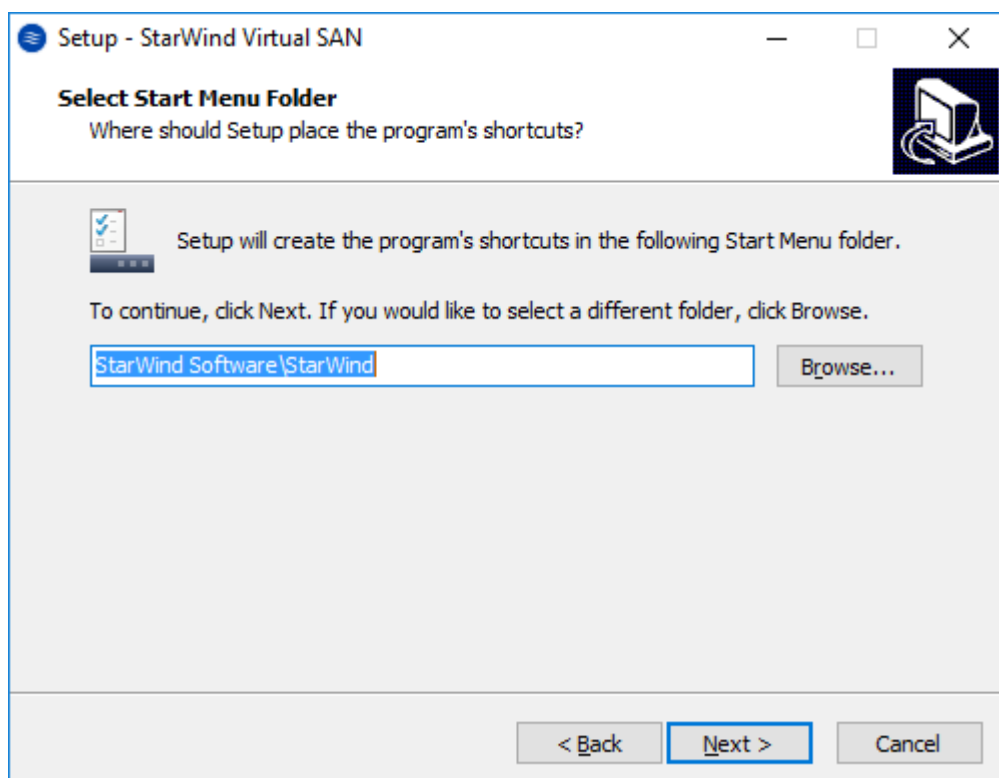 Setup - StarWind Virtual SAN
Select Start Menu Folder
Where should Setup place the program's shortcuts?
Setup will create the program's shortcuts in the following Start Menu folder.
To continue, click Next. If you would like to select a different folder, click Browse.
StarWind Software\StarWind
Browse...
< Back
Next >
Cancel